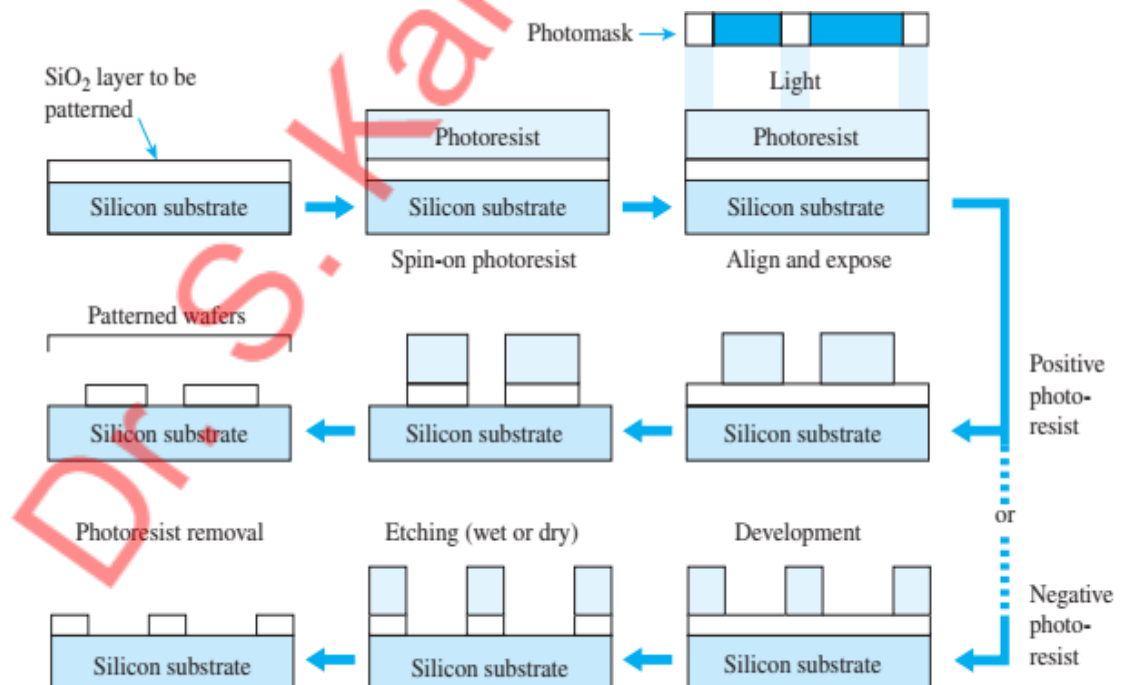 Photomask
SiO2 layer to be
patterned
Light
Photoresist
Photoresist
Silicon substrate
Silicon substrate
Silicon substrate
Spin-on photoresist
Align and expose
Patterned wafers
Positive
photo-
resist
Silicon substrate
Silicon substrate
Silicon substrate
or
Photoresist removal
Etching (wet or dry)
Development
Negative
photo-
resist
Silicon substrate
Silicon substrate
Silicon substrate
Dr. S. Kar